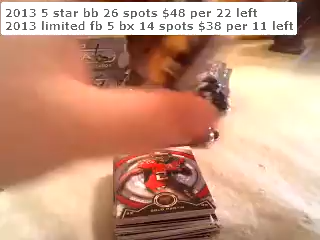 2013 5 star bb 26 spots $48 per 22 left
2013 limited fb 5 bx 14 spots $38 per 11 left